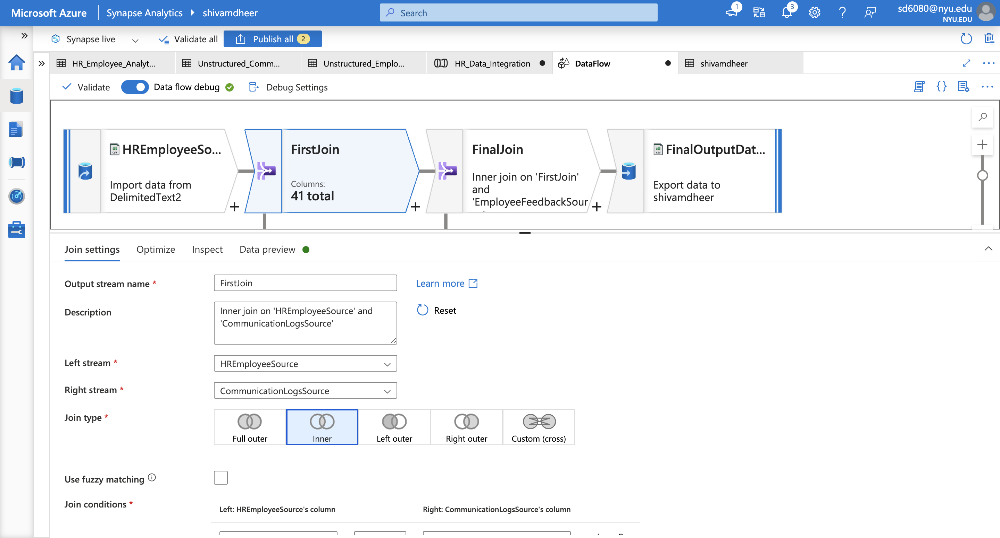 Microsoft Azure
Synapse Analytics
shivamdheer
Search
1
3
sd6080@nyu.edu
NYU.EDU
Synapse live
Validate all
Publish all
2
HR_Employee_Analyt...
Unstructured_Comm...
Unstructured_Emplo...
HR_Data_Integration
DataFlow
shivamdheer
Validate
Data flow debug
Debug Settings
HREmployeeSo...
Import data from
DelimitedText2
FirstJoin
Columns:
41 total
FinalJoin
Inner join on 'FirstJoin'
and
'EmployeeFeedbackSour
FinalOutputDat...
Export data to
shivamdheer
Join settings
Optimize
Inspect
Data preview
Output stream name *
FirstJoin
Learn more
Description
Inner join on 'HREmployeeSource' and
'CommunicationLogsSource'
Reset
Left stream *
HREmployeeSource
Right stream *
CommunicationLogsSource
Join type *
Full outer
Inner
Left outer
Right outer
Custom (cross)
Use fuzzy matching
Join conditions *
Left: HREmployeeSource's column
Right: CommunicationLogsSource's column